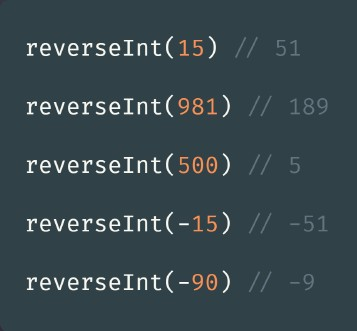 reverseInt(15) // 51
reverseInt(981) // 189
reverseInt(500) // 5
reverseInt(-15) // -51
reverseInt(-90) // -9